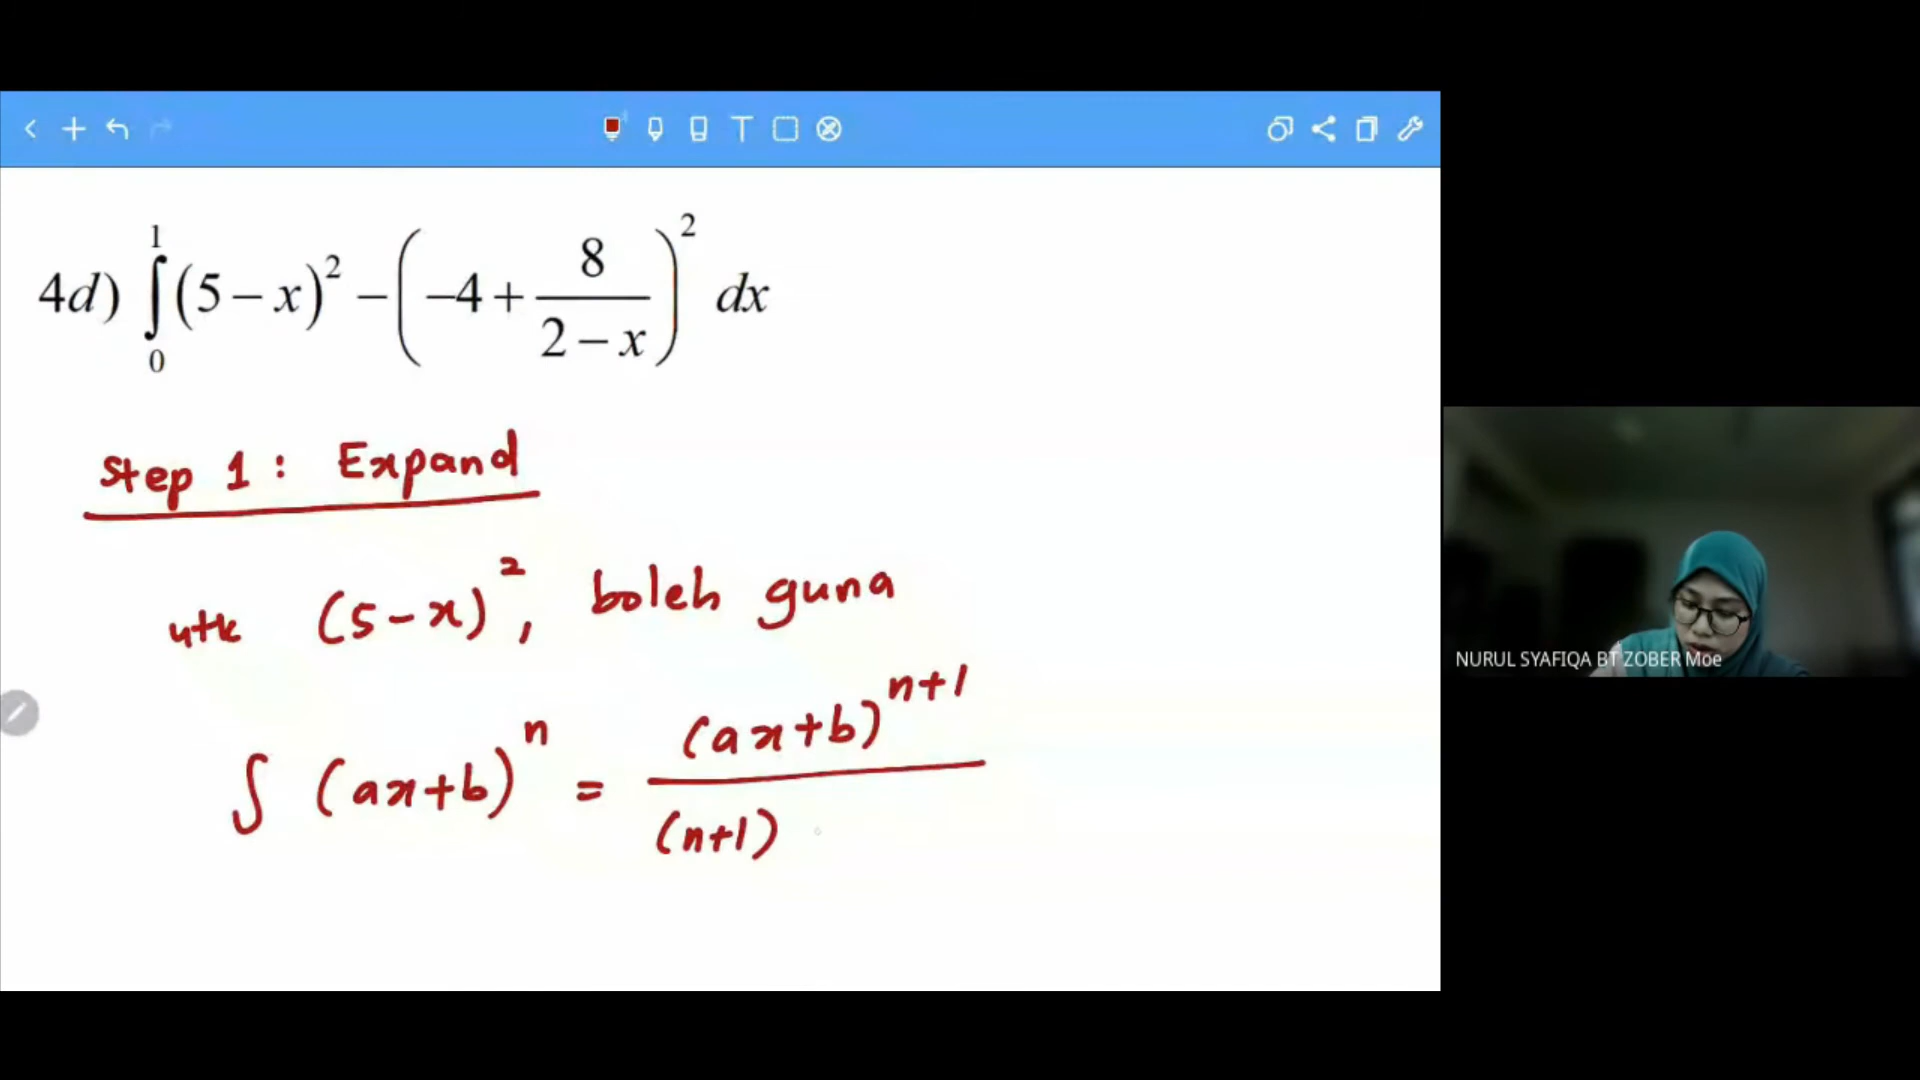 4d) ∫₀¹ (5 − x)² − (−4 + 8/(2 − x))² dx
Step 1 : Expand
utk (5−x)², boleh guna
∫ (ax+b)ⁿ = (ax+b)ⁿ⁺¹ / (n+1)
NURUL SYAFIQA BT ZOBER Moe